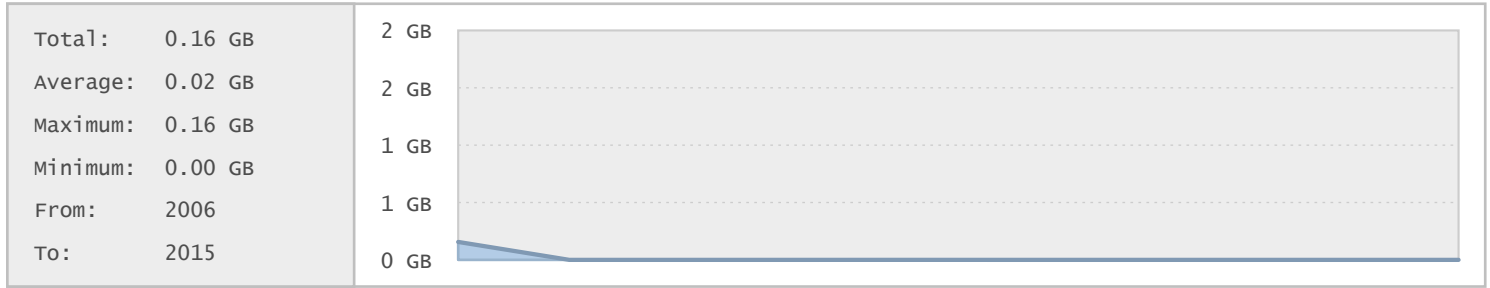 Total: 0.16 GB
Average: 0.02 GB
Maximum: 0.16 GB
Minimum: 0.00 GB
From: 2006
To: 2015
2 GB
2 GB
1 GB
1 GB
0 GB